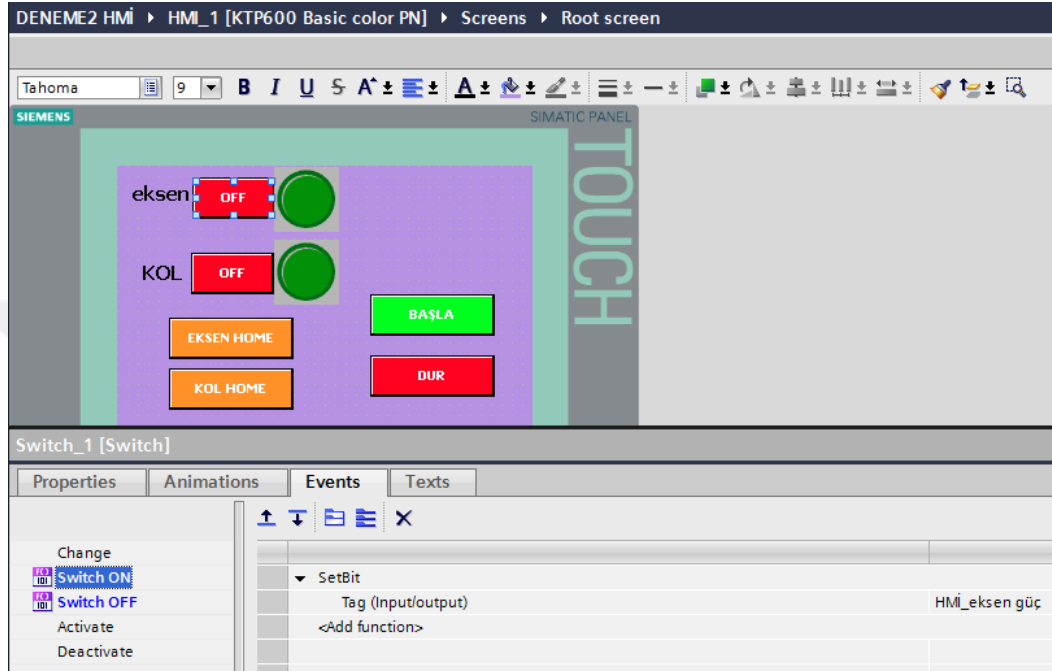 DENEME2 HMİ ▸ HMI_1 [KTP600 Basic color PN] ▸ Screens ▸ Root screen
Tahoma 9 B I U S A A
SIEMENS SIMATIC PANEL
TOUCH
eksen OFF
KOL OFF
BAŞLA
EKSEN HOME
DUR
KOL HOME
Switch_1 [Switch]
Properties Animations Events Texts
Change
Switch ON SetBit
Switch OFF Tag (Input/output) HMİ_eksen güç
Activate <Add function>
Deactivate